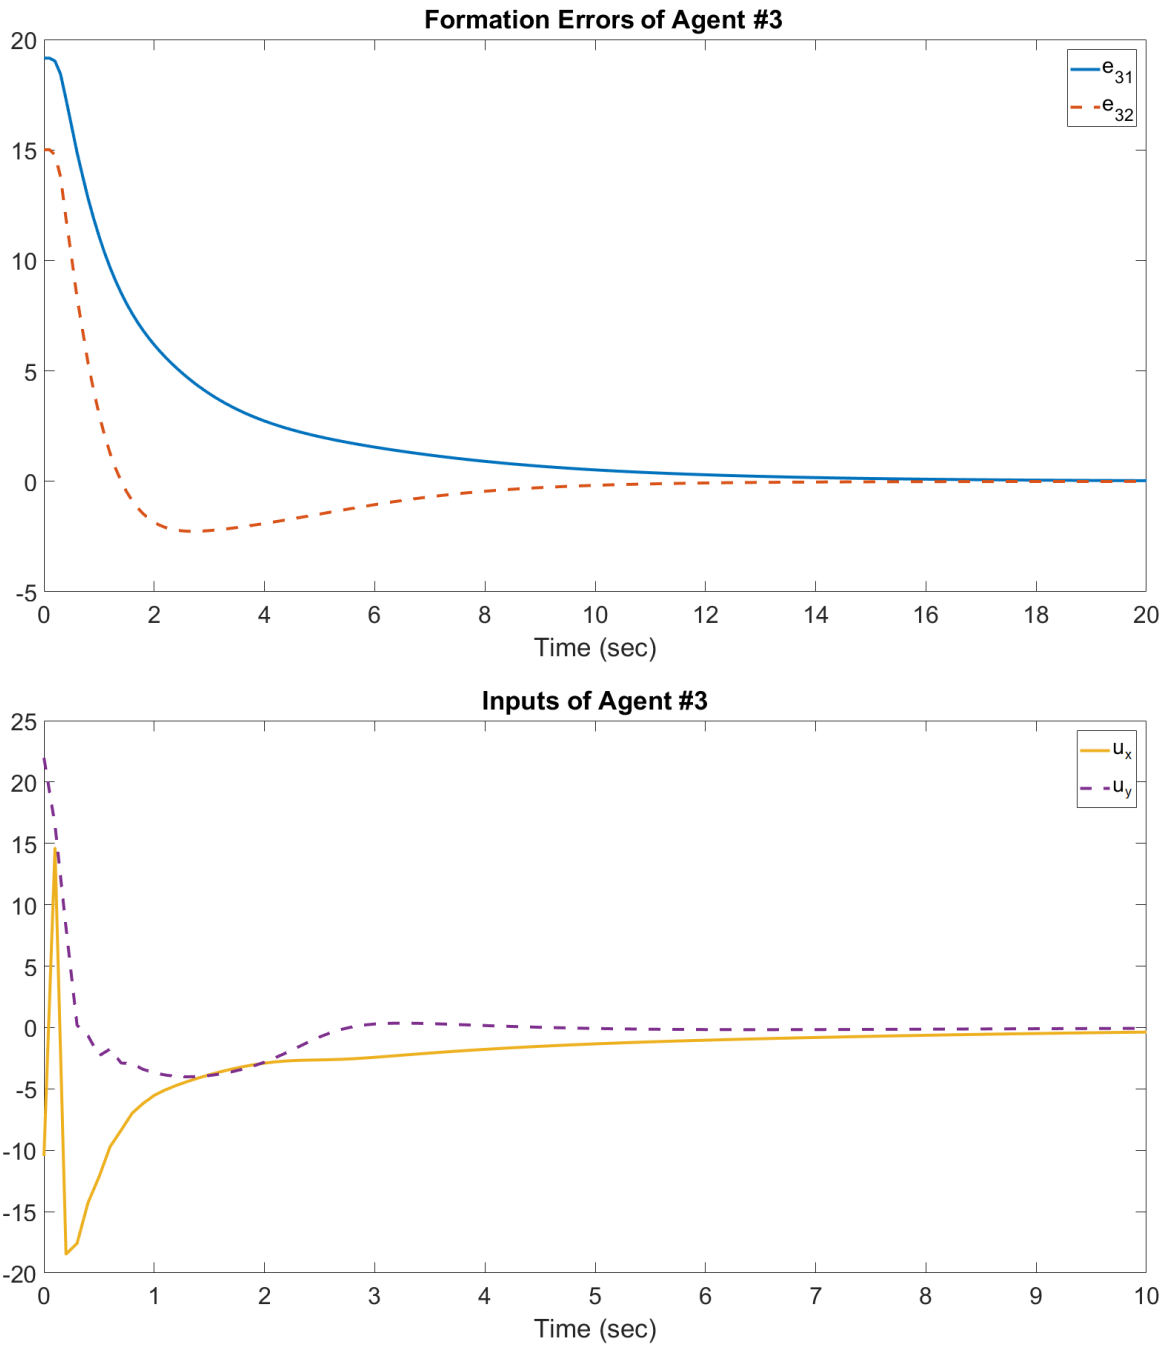 Formation Errors of Agent #3
20
15
10
5
0
-5
e31
e32
0 2 4 6 8 10 12 14 16 18 20
Time (sec)
Inputs of Agent #3
25
20
15
10
5
0
-5
-10
-15
-20
ux
uy
0 1 2 3 4 5 6 7 8 9 10
Time (sec)